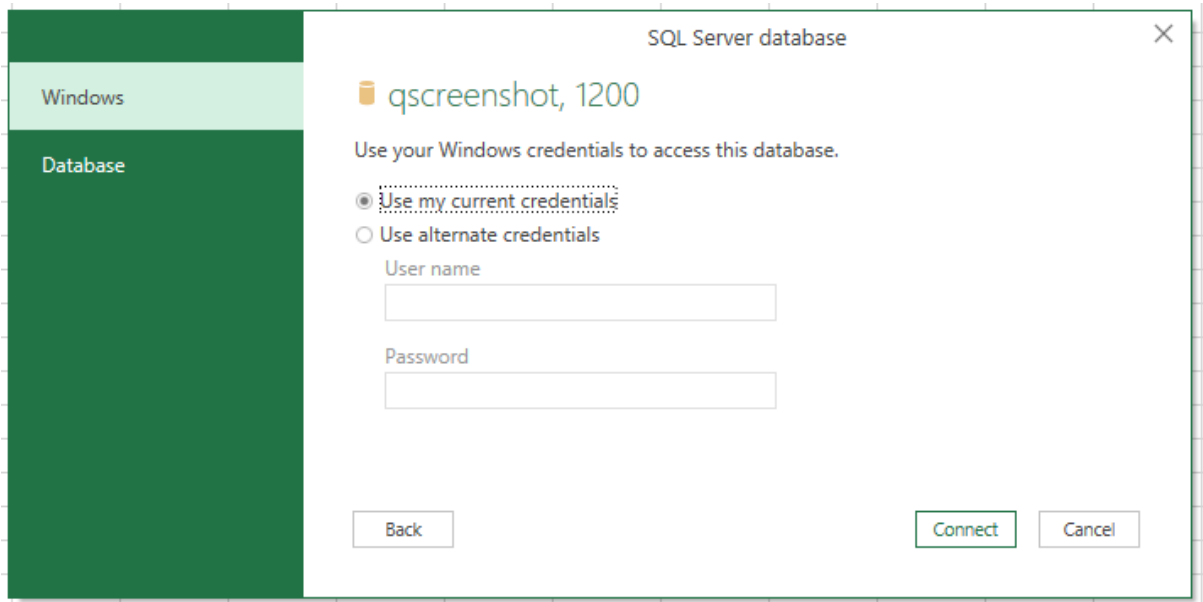 SQL Server database
Windows
Database
qscreenshot, 1200
Use your Windows credentials to access this database.
Use my current credentials
Use alternate credentials
User name
Password
Back
Connect
Cancel